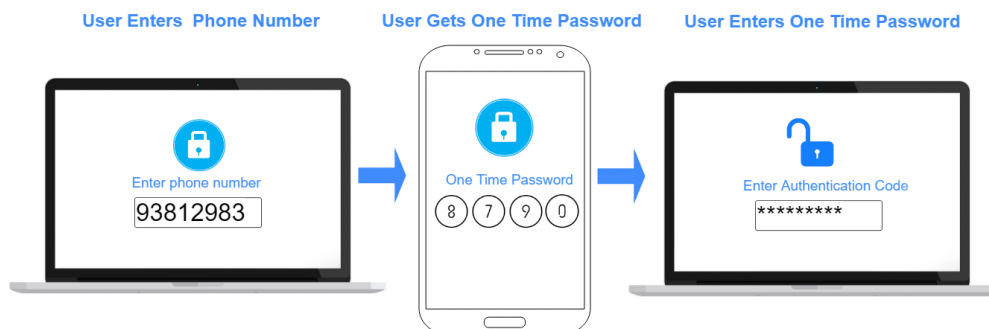 User Enters  Phone Number
User Gets One Time Password
User Enters One Time Password
Enter phone number
93812983
One Time Password
8 7 9 0
Enter Authentication Code
*********